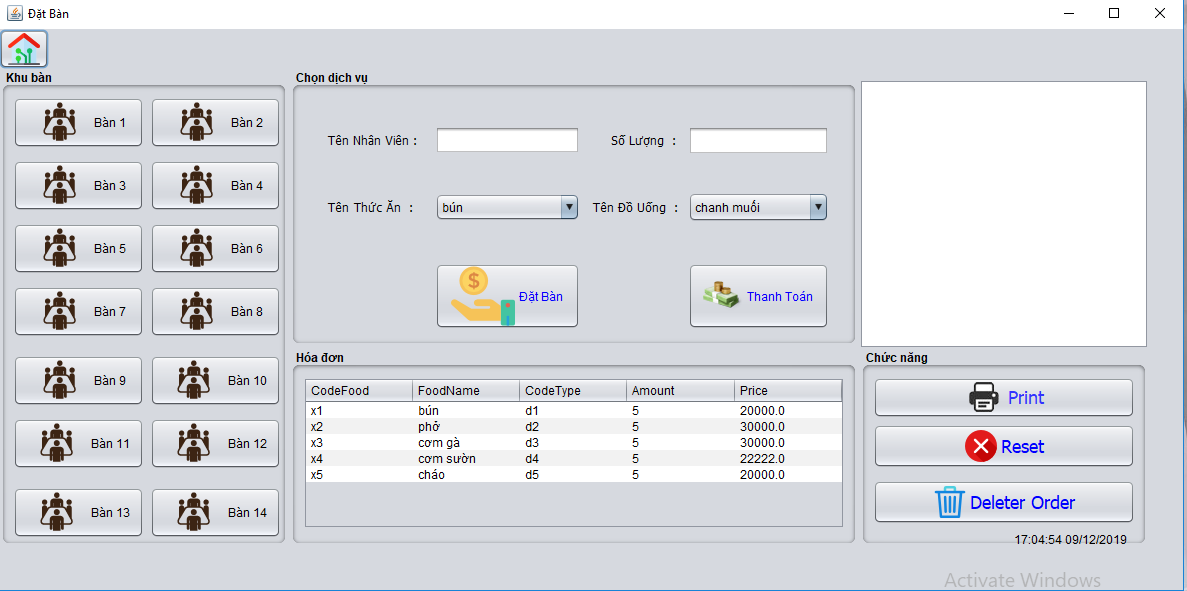 Đặt Bàn
Khu bàn
Bàn 1
Bàn 2
Bàn 3
Bàn 4
Bàn 5
Bàn 6
Bàn 7
Bàn 8
Bàn 9
Bàn 10
Bàn 11
Bàn 12
Bàn 13
Bàn 14
Chọn dịch vụ
Tên Nhân Viên :
Số Lượng :
Tên Thức Ăn : bún
Tên Đồ Uống : chanh muối
Đặt Bàn
Thanh Toán
Hóa đơn
CodeFood FoodName CodeType Amount Price
x1 bún d1 5 20000.0
x2 phở d2 5 30000.0
x3 cơm gà d3 5 30000.0
x4 cơm sườn d4 5 22222.0
x5 cháo d5 5 20000.0
Chức năng
Print
Reset
Deleter Order
17:04:54 09/12/2019
Activate Windows